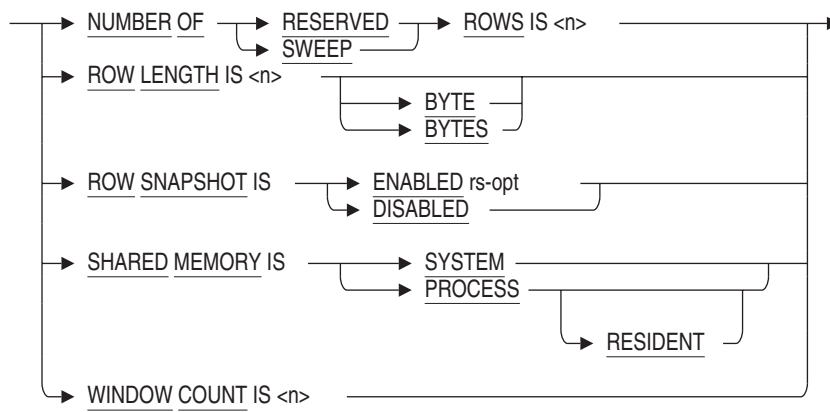 NUMBER OF RESERVED ROWS IS <n>
SWEEP
ROW LENGTH IS <n>
BYTE
BYTES
ROW SNAPSHOT IS ENABLED rs-opt
DISABLED
SHARED MEMORY IS SYSTEM
PROCESS
RESIDENT
WINDOW COUNT IS <n>